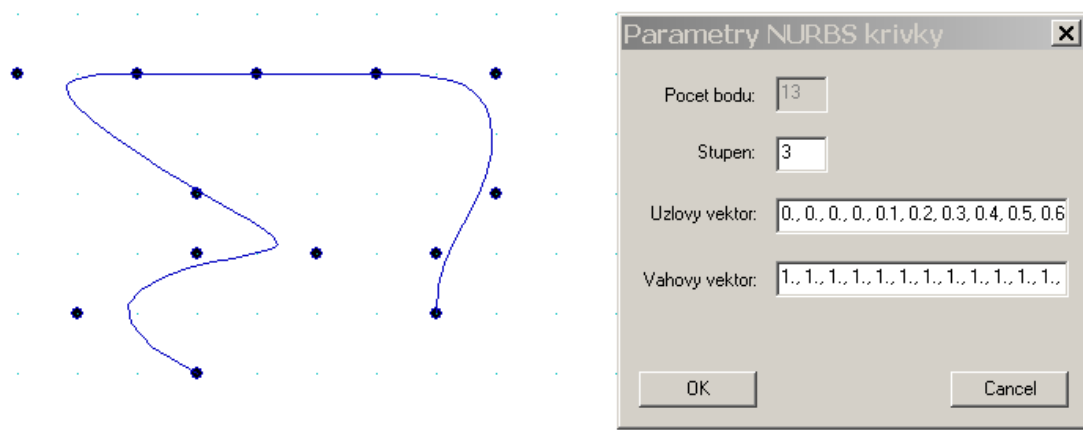 Parametry NURBS krivky
Pocet bodu: 13
Stupen: 3
Uzlovy vektor: 0., 0., 0., 0., 0.1, 0.2, 0.3, 0.4, 0.5, 0.6
Vahovy vektor: 1., 1., 1., 1., 1., 1., 1., 1., 1., 1., 1., 1.,
OK Cancel